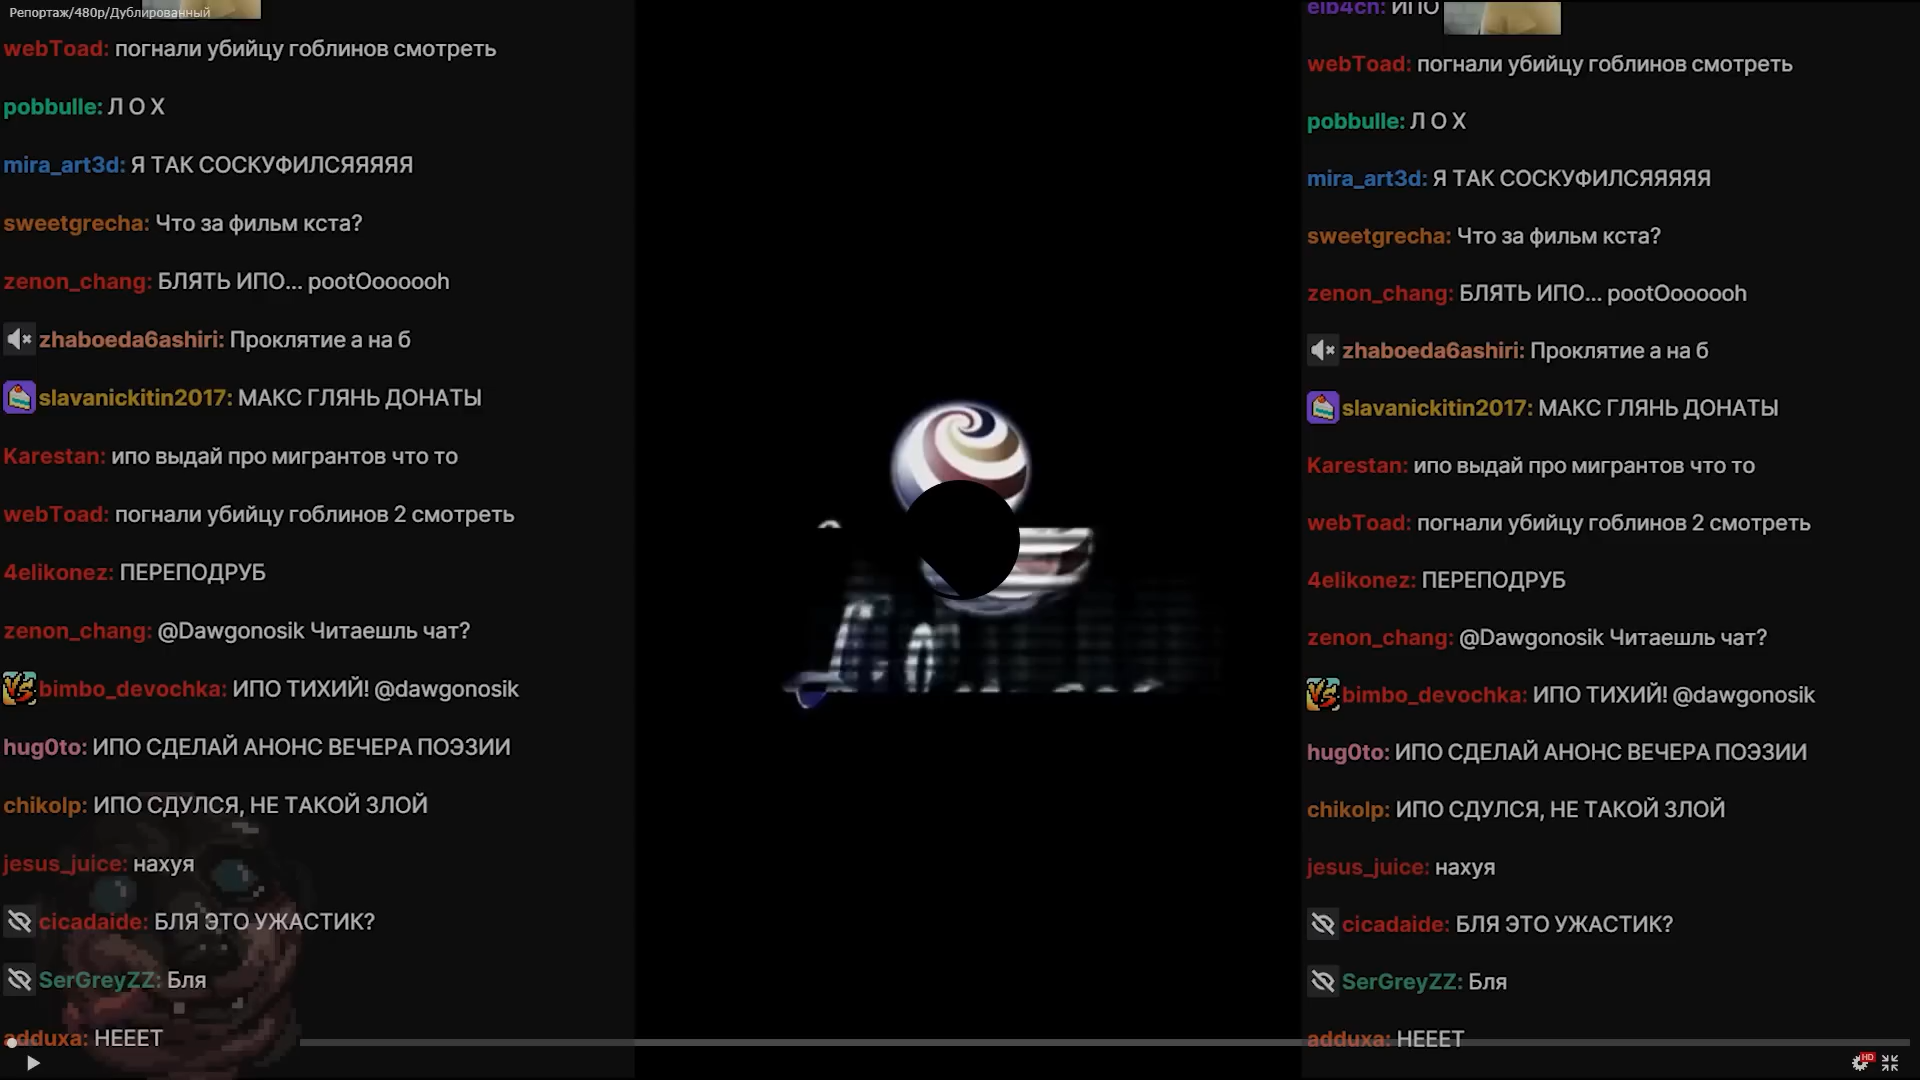 Репортаж/480p/Дублированный
webToad: погнали убийцу гоблинов смотреть
pobbulle: Л О Х
mira_art3d: Я ТАК СОСКУФИЛСЯЯЯЯЯ
sweetgrecha: Что за фильм кста?
zenon_chang: БЛЯТЬ ИПО... pootOoooooh
zhaboeda6ashiri: Проклятие а на б
slavanickitin2017: МАКС ГЛЯНЬ ДОНАТЫ
Karestan: ипо выдай про мигрантов что то
webToad: погнали убийцу гоблинов 2 смотреть
4elikonez: ПЕРЕПОДРУБ
zenon_chang: @Dawgonosik Читаешль чат?
bimbo_devochka: ИПО ТИХИЙ! @dawgonosik
hug0to: ИПО СДЕЛАЙ АНОНС ВЕЧЕРА ПОЭЗИИ
chikolp: ИПО СДУЛСЯ, НЕ ТАКОЙ ЗЛОЙ
jesus_juice: нахуя
cicadaide: БЛЯ ЭТО УЖАСТИК?
SerGreyZZ: Бля
adduxa: НЕЕЕТ
elb4ch: ИПО
webToad: погнали убийцу гоблинов смотреть
pobbulle: Л О Х
mira_art3d: Я ТАК СОСКУФИЛСЯЯЯЯЯ
sweetgrecha: Что за фильм кста?
zenon_chang: БЛЯТЬ ИПО... pootOoooooh
zhaboeda6ashiri: Проклятие а на б
slavanickitin2017: МАКС ГЛЯНЬ ДОНАТЫ
Karestan: ипо выдай про мигрантов что то
webToad: погнали убийцу гоблинов 2 смотреть
4elikonez: ПЕРЕПОДРУБ
zenon_chang: @Dawgonosik Читаешль чат?
bimbo_devochka: ИПО ТИХИЙ! @dawgonosik
hug0to: ИПО СДЕЛАЙ АНОНС ВЕЧЕРА ПОЭЗИИ
chikolp: ИПО СДУЛСЯ, НЕ ТАКОЙ ЗЛОЙ
jesus_juice: нахуя
cicadaide: БЛЯ ЭТО УЖАСТИК?
SerGreyZZ: Бля
adduxa: НЕЕЕТ
HD